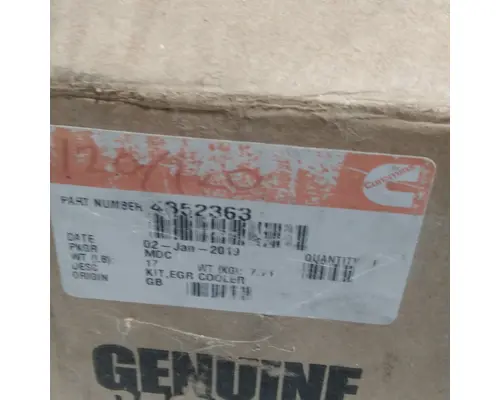 Cummins
PART NUMBER 4352363
DATE 02-Jan-2019
PKGR MDC
QUANTITY 1
WT (LB): 17 WT (KG): 7.71
DESC KIT,EGR COOLER
ORIGIN GB
GENUINE